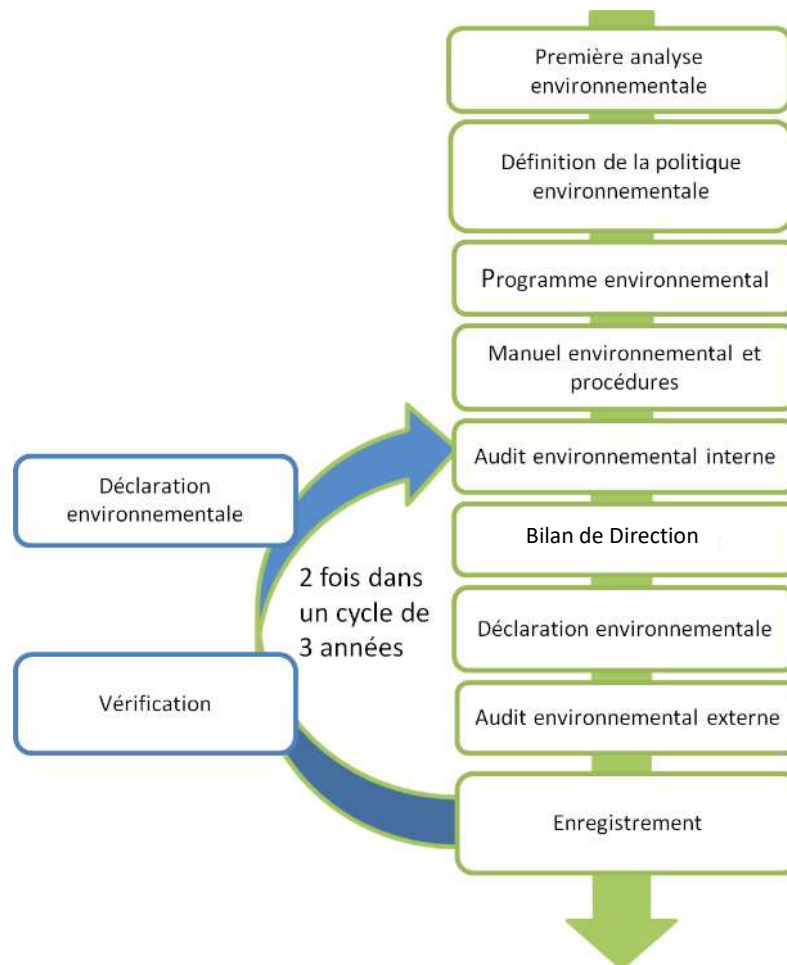 Première analyse
environnementale
Définition de la politique
environnementale
Programme environnemental
Manuel environnemental et
procédures
Audit environnemental interne
Bilan de Direction
Déclaration environnementale
Audit environnemental externe
Enregistrement
Déclaration
environnementale
2 fois dans
un cycle de
3 années
Vérification